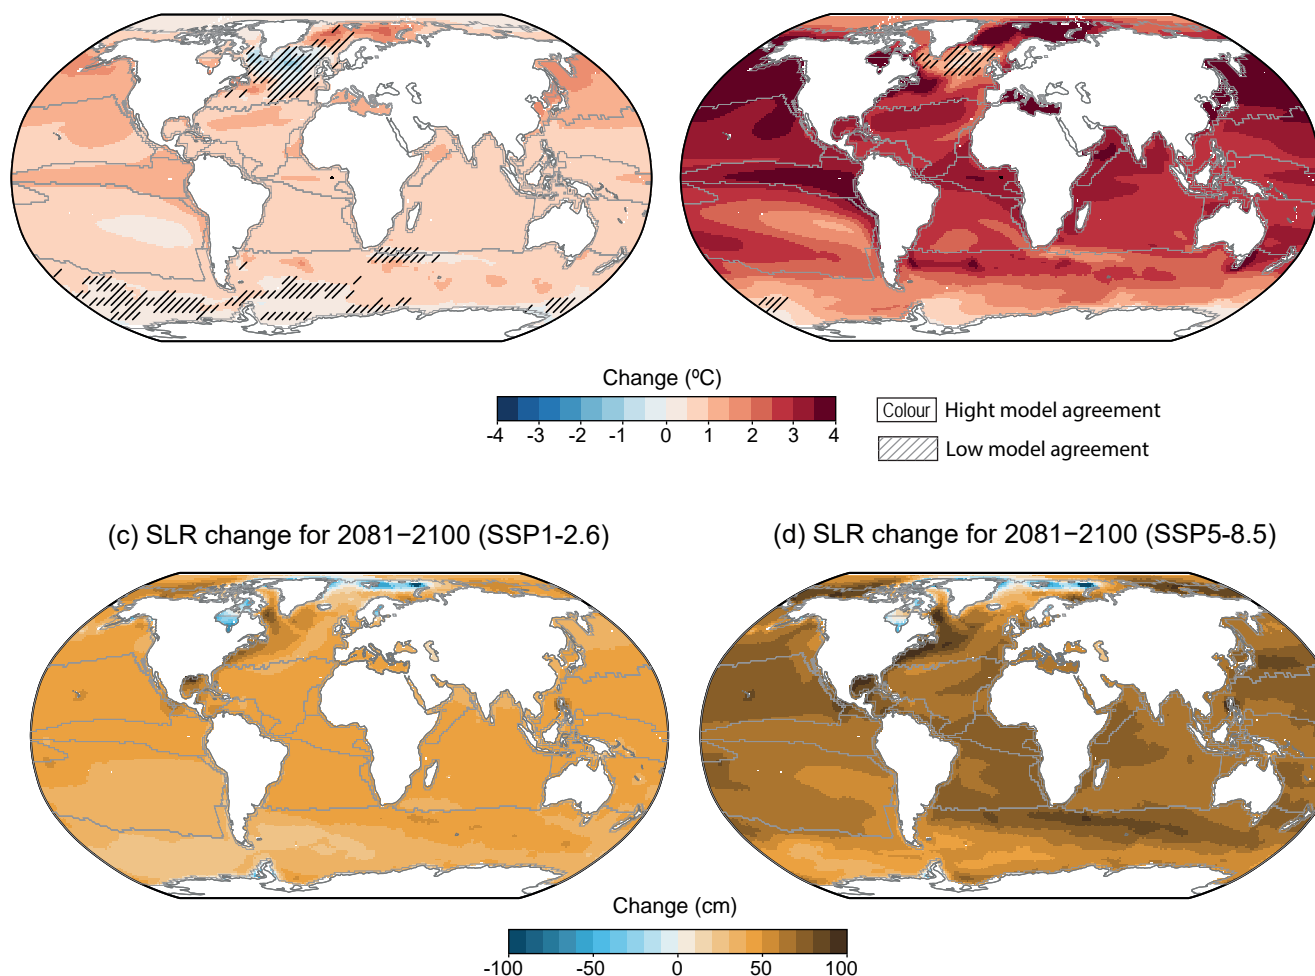 Change (ºC)
-4 -3 -2 -1 0 1 2 3 4
Colour Hight model agreement
Low model agreement
(c) SLR change for 2081−2100 (SSP1-2.6)
(d) SLR change for 2081−2100 (SSP5-8.5)
Change (cm)
-100 -50 0 50 100